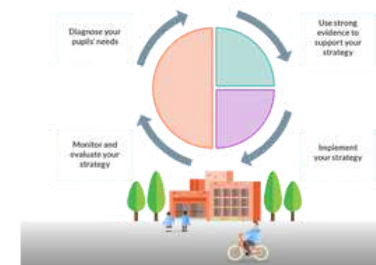 Diagnose your
pupils' needs
Use strong
evidence to
support your
strategy
Monitor and
evaluate your
strategy
Implement
your strategy